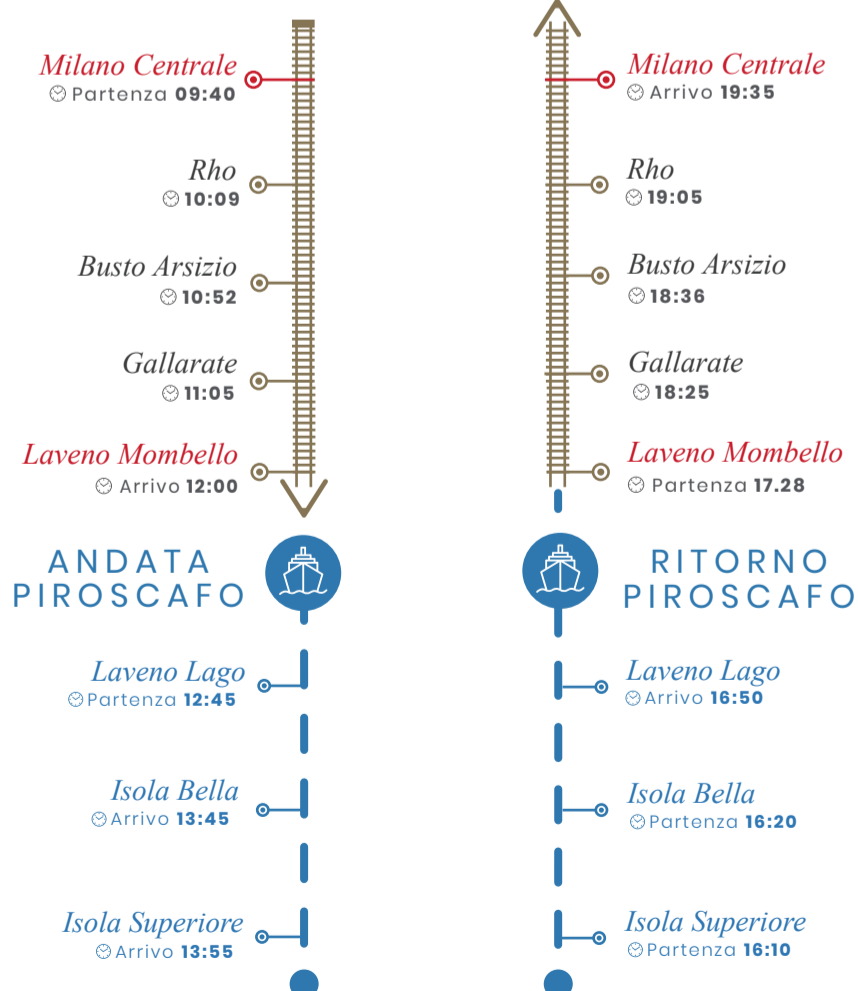 Milano Centrale
Partenza 09:40
Rho
10:09
Busto Arsizio
10:52
Gallarate
11:05
Laveno Mombello
Arrivo 12:00
ANDATA
PIROSCAFO
Laveno Lago
Partenza 12:45
Isola Bella
Arrivo 13:45
Isola Superiore
Arrivo 13:55
Milano Centrale
Arrivo 19:35
Rho
19:05
Busto Arsizio
18:36
Gallarate
18:25
Laveno Mombello
Partenza 17.28
RITORNO
PIROSCAFO
Laveno Lago
Arrivo 16:50
Isola Bella
Partenza 16:20
Isola Superiore
Partenza 16:10